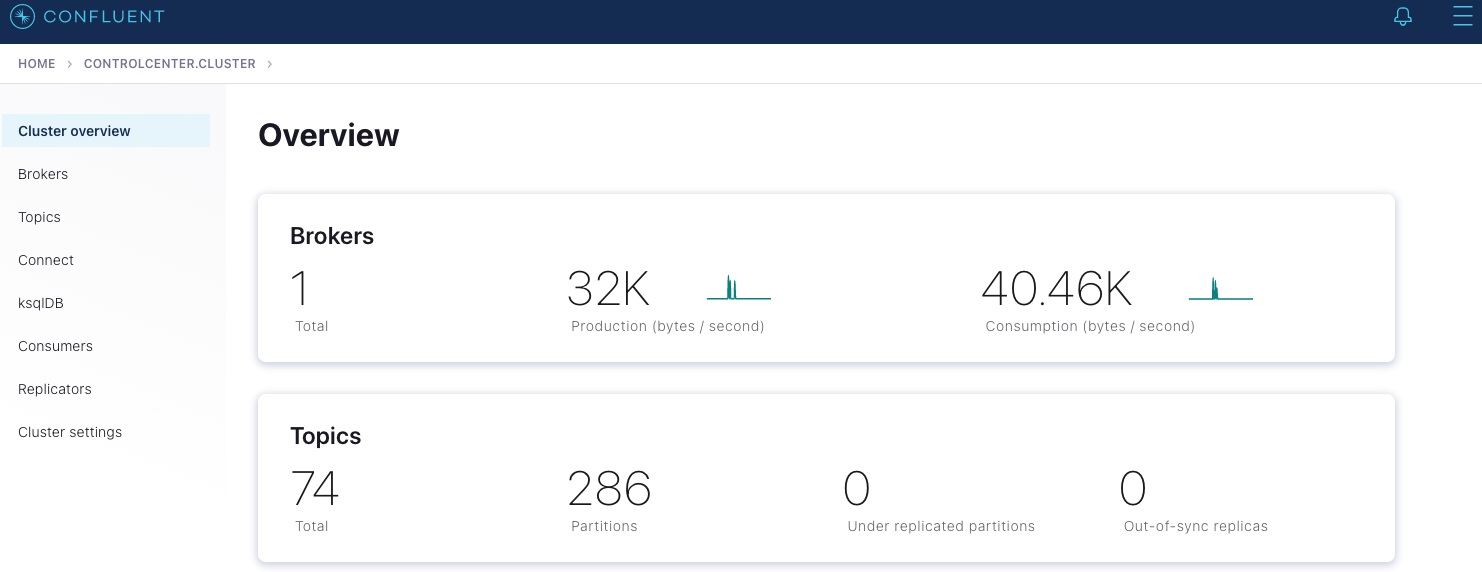 CONFLUENT
HOME > CONTROLCENTER.CLUSTER >
Cluster overview
Brokers
Topics
Connect
ksqlDB
Consumers
Replicators
Cluster settings
Overview
Brokers
1 32K 40.46K
Total Production (bytes / second) Consumption (bytes / second)
Topics
74 286 0 0
Total Partitions Under replicated partitions Out-of-sync replicas